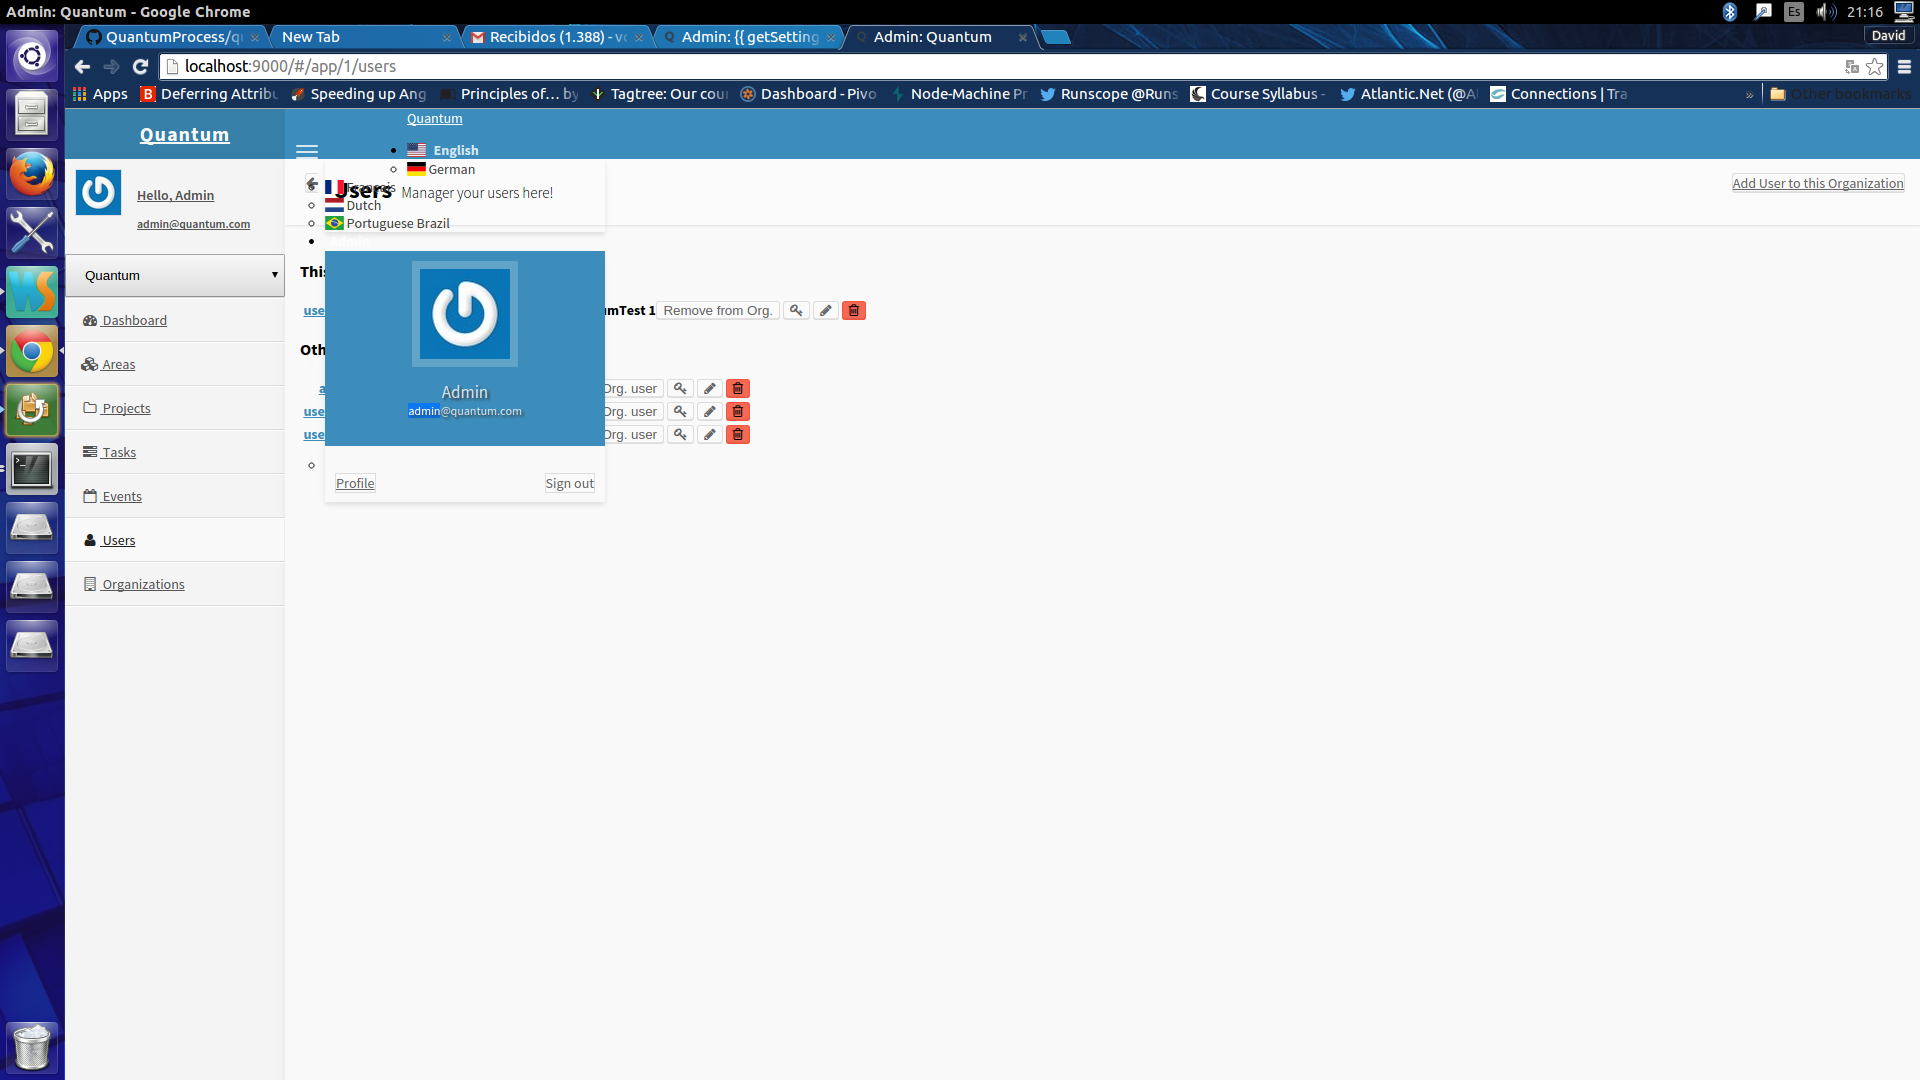 Admin: Quantum - Google Chrome
Es
21:16
QuantumProcess/q
New Tab
Recibidos (1.388) - v
Admin: {{ getSetting
Admin: Quantum
David
localhost:9000/#/app/1/users
Apps
Deferring Attribu
Speeding up Ang
Principles of... by
Tagtree: Our cour
Dashboard - Pivo
Node-Machine Pr
Runscope @Runs
Course Syllabus -
Atlantic.Net (@A
Connections | Tra
»
Other bookmarks
Quantum
Quantum
English
German
Français
Users
Manager your users here!
Dutch
Portuguese Brazil
Add User to this Organization
Hello, Admin
admin@quantum.com
Quantum
Dashboard
Areas
Projects
Tasks
Events
Users
Organizations
This
use
mTest 1
Remove from Org.
Oth
a
Org. user
use
Org. user
use
Org. user
Admin
admin@quantum.com
Profile
Sign out